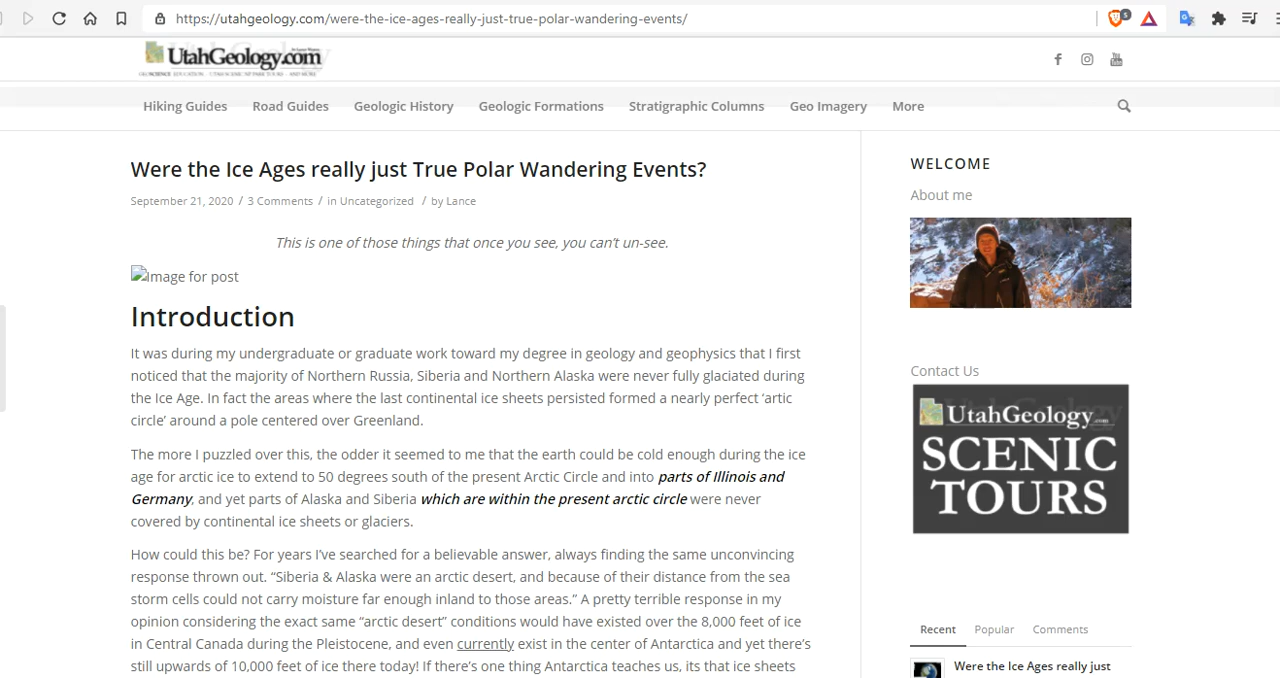 https://utahgeology.com/were-the-ice-ages-really-just-true-polar-wandering-events/
5
UtahGeology.com
Hiking Guides Road Guides Geologic History Geologic Formations Stratigraphic Columns Geo Imagery More
Were the Ice Ages really just True Polar Wandering Events?
September 21, 2020 / 3 Comments / in Uncategorized / by Lance
This is one of those things that once you see, you can’t un-see.
Image for post
Introduction
It was during my undergraduate or graduate work toward my degree in geology and geophysics that I first
noticed that the majority of Northern Russia, Siberia and Northern Alaska were never fully glaciated during
the Ice Age. In fact the areas where the last continental ice sheets persisted formed a nearly perfect ‘artic
circle’ around a pole centered over Greenland.
The more I puzzled over this, the odder it seemed to me that the earth could be cold enough during the ice
age for arctic ice to extend to 50 degrees south of the present Arctic Circle and into parts of Illinois and
Germany, and yet parts of Alaska and Siberia which are within the present arctic circle were never
covered by continental ice sheets or glaciers.
How could this be? For years I’ve searched for a believable answer, always finding the same unconvincing
response thrown out. “Siberia & Alaska were an arctic desert, and because of their distance from the sea
storm cells could not carry moisture far enough inland to those areas.” A pretty terrible response in my
opinion considering the exact same “arctic desert” conditions would have existed over the 8,000 feet of ice
in Central Canada during the Pleistocene, and even currently exist in the center of Antarctica and yet there’s
still upwards of 10,000 feet of ice there today! If there’s one thing Antarctica teaches us, its that ice sheets
WELCOME
About me
Contact Us
UtahGeology.com
SCENIC
TOURS
Recent Popular Comments
Were the Ice Ages really just